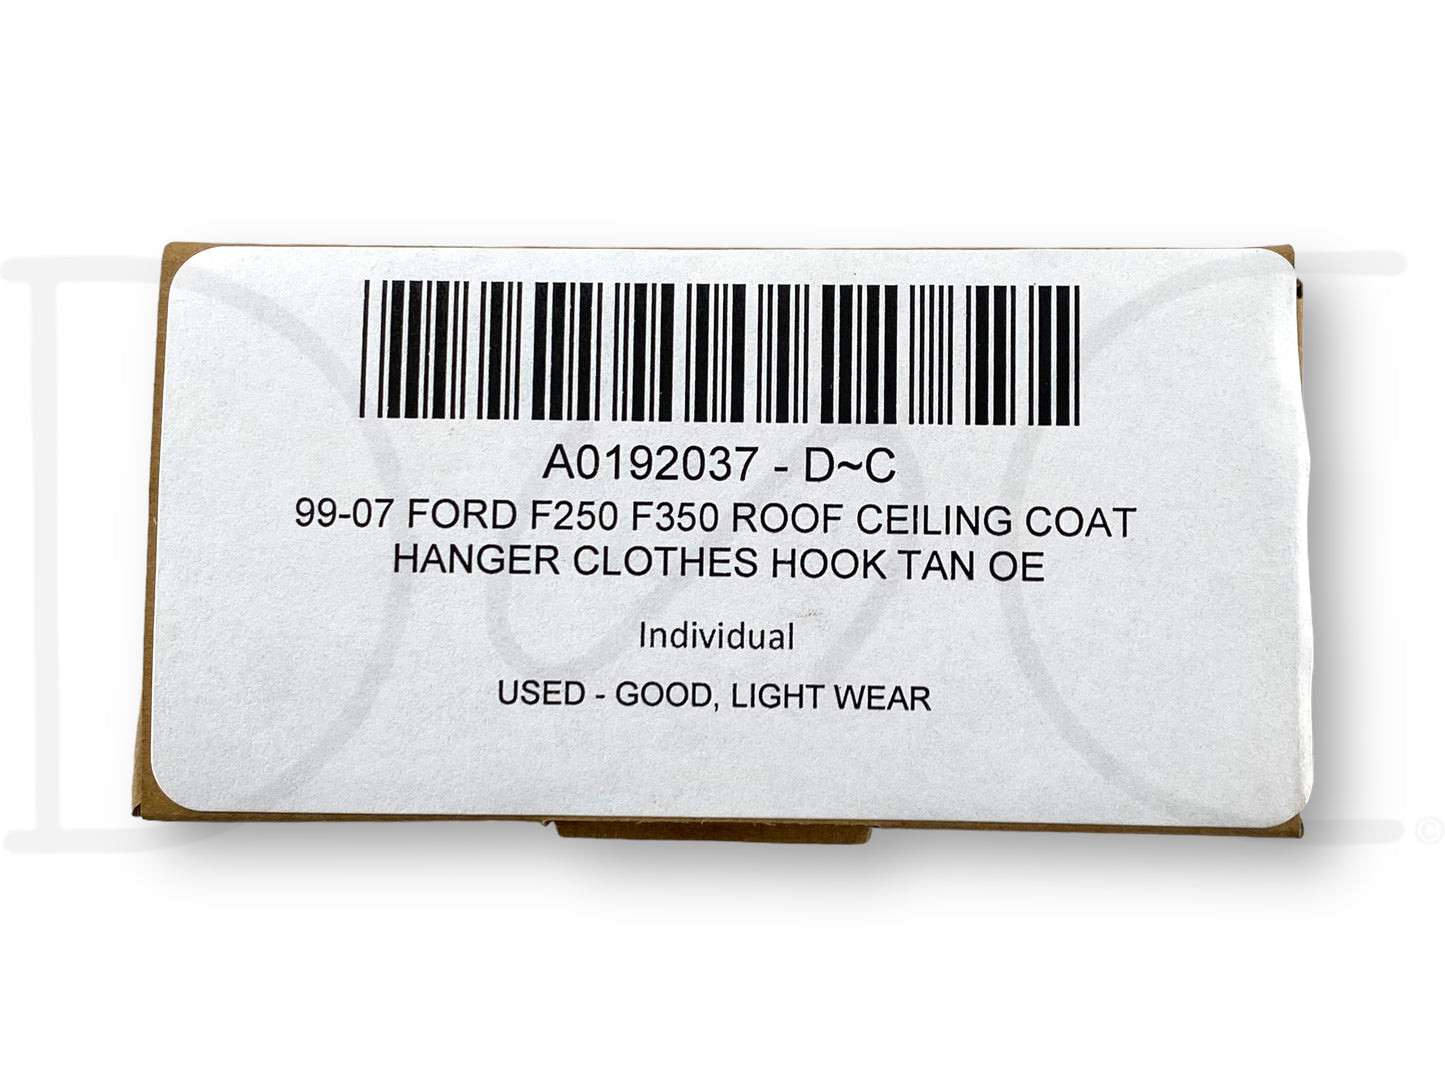 A0192037 - D~C
99-07 FORD F250 F350 ROOF CEILING COAT
HANGER CLOTHES HOOK TAN OE
Individual
USED - GOOD, LIGHT WEAR
D~C
©